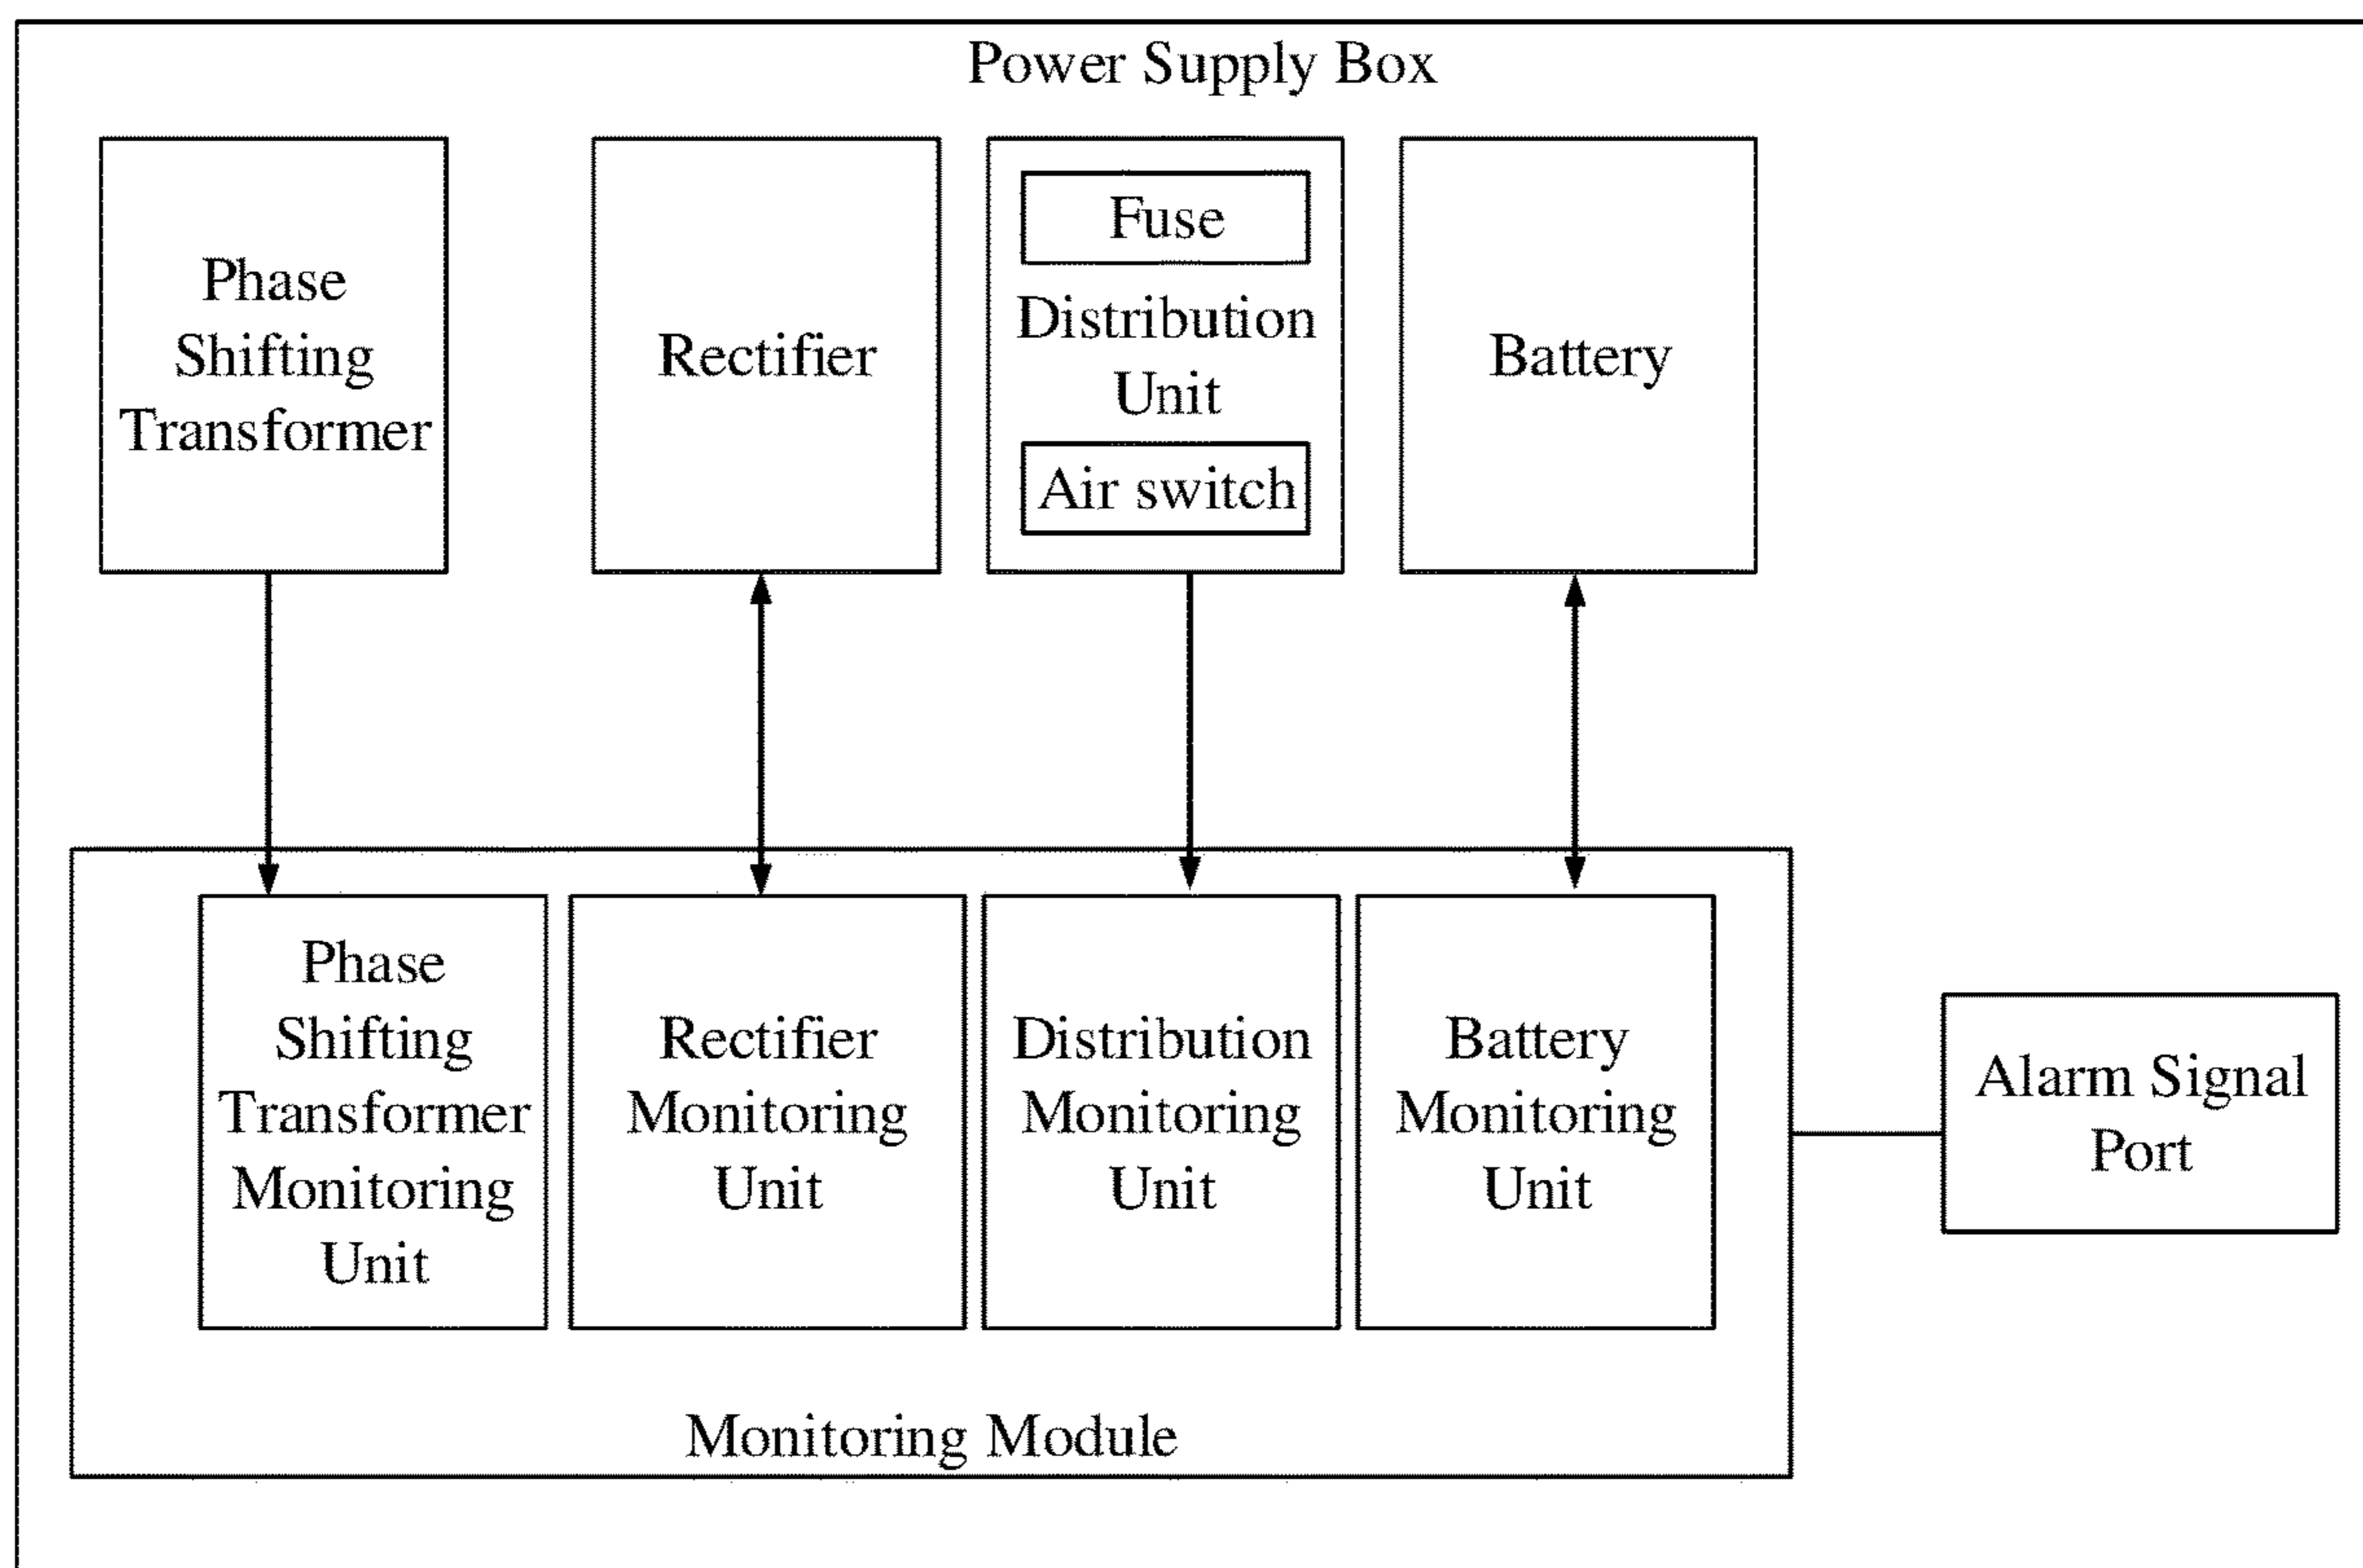 Power Supply Box
Phase
Shifting
Transformer
Rectifier
Fuse
Distribution
Unit
Air switch
Battery
Phase
Shifting
Transformer
Monitoring
Unit
Rectifier
Monitoring
Unit
Distribution
Monitoring
Unit
Battery
Monitoring
Unit
Alarm Signal
Port
Monitoring Module